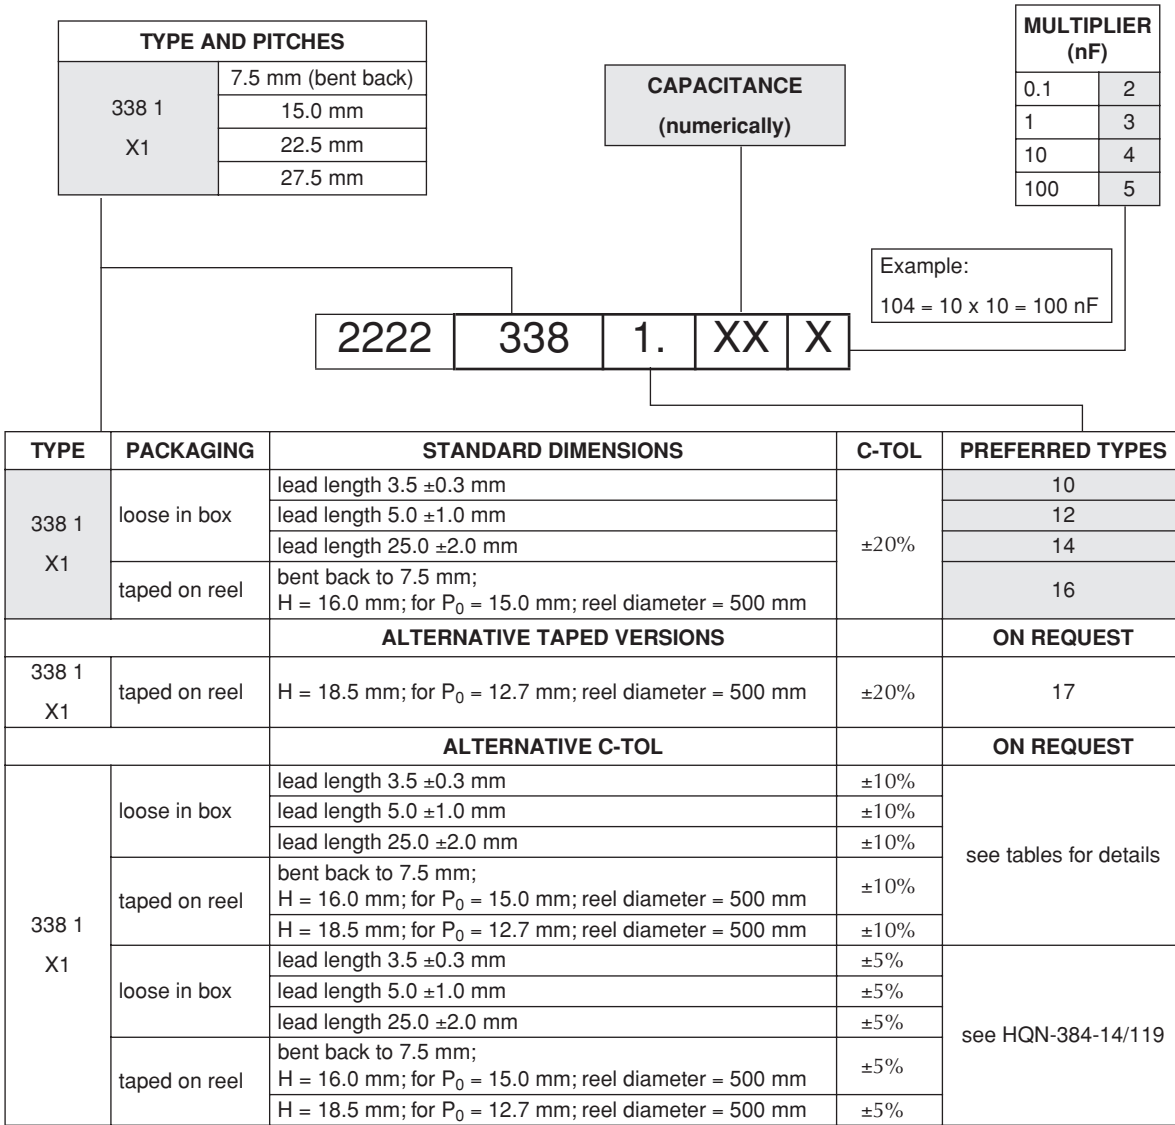 TYPE AND PITCHES
338 1
X1
7.5 mm (bent back)
15.0 mm
22.5 mm
27.5 mm
CAPACITANCE
(numerically)
MULTIPLIER
(nF)
0.1 2
1 3
10 4
100 5
Example:
104 = 10 x 10 = 100 nF
2222 338 1. XX X
TYPE PACKAGING STANDARD DIMENSIONS C-TOL PREFERRED TYPES
338 1
X1
loose in box
lead length 3.5 ±0.3 mm
±20%
10
lead length 5.0 ±1.0 mm
12
lead length 25.0 ±2.0 mm
14
taped on reel
bent back to 7.5 mm;
H = 16.0 mm; for P0 = 15.0 mm; reel diameter = 500 mm
16
ALTERNATIVE TAPED VERSIONS ON REQUEST
338 1
X1
taped on reel
H = 18.5 mm; for P0 = 12.7 mm; reel diameter = 500 mm
±20%
17
ALTERNATIVE C-TOL ON REQUEST
338 1
X1
loose in box
lead length 3.5 ±0.3 mm ±10%
lead length 5.0 ±1.0 mm ±10%
lead length 25.0 ±2.0 mm ±10%
see tables for details
taped on reel
bent back to 7.5 mm;
H = 16.0 mm; for P0 = 15.0 mm; reel diameter = 500 mm
±10%
H = 18.5 mm; for P0 = 12.7 mm; reel diameter = 500 mm ±10%
loose in box
lead length 3.5 ±0.3 mm ±5%
lead length 5.0 ±1.0 mm ±5%
lead length 25.0 ±2.0 mm ±5%
see HQN-384-14/119
taped on reel
bent back to 7.5 mm;
H = 16.0 mm; for P0 = 15.0 mm; reel diameter = 500 mm
±5%
H = 18.5 mm; for P0 = 12.7 mm; reel diameter = 500 mm ±5%